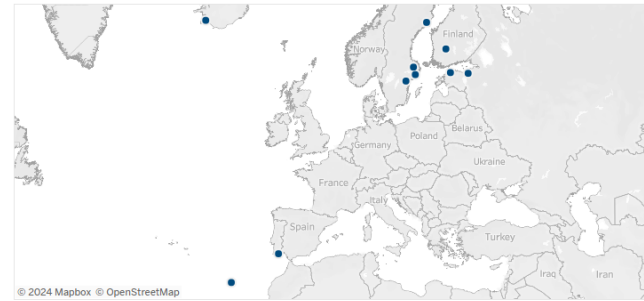 Finland
Norway
Belarus
Poland
Germany
Ukraine
France
Italy
Spain
Turkey
Iraq
Iran
© 2024 Mapbox © OpenStreetMap